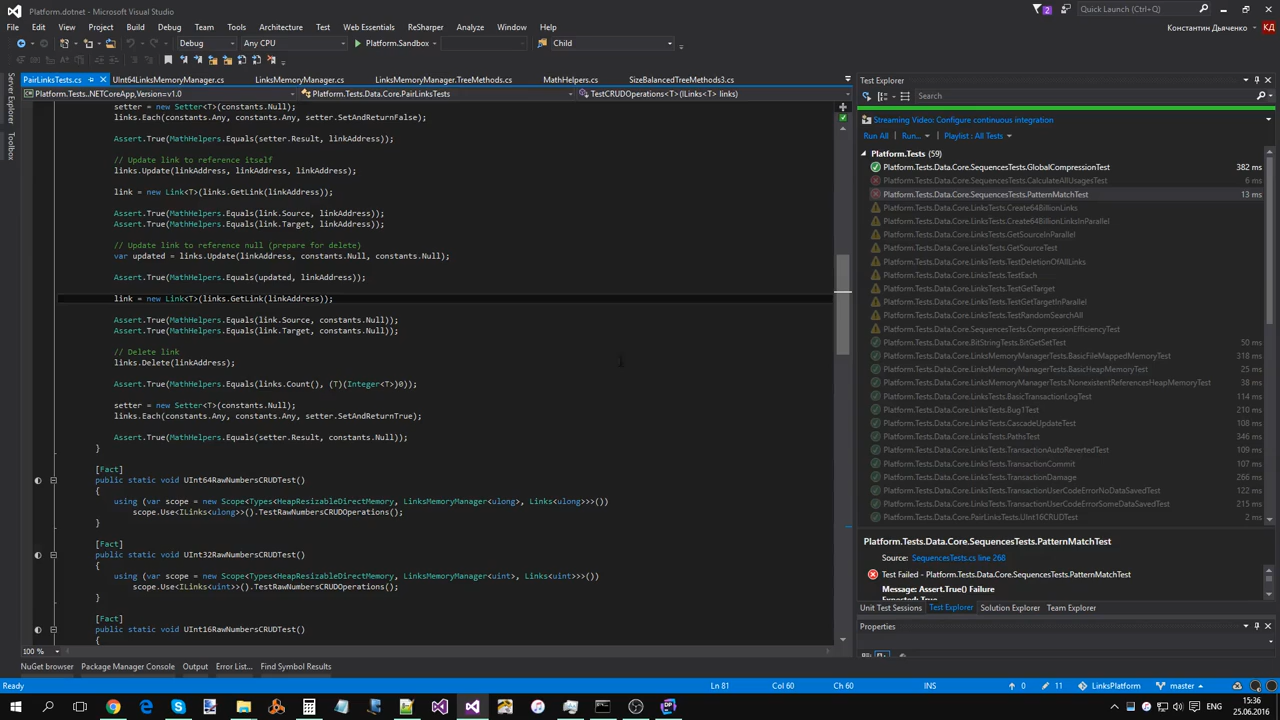 Platform.dotnet - Microsoft Visual Studio
2
Quick Launch (Ctrl+Q)
File Edit View Project Build Debug Team Tools Architecture Test Web Essentials ReSharper Analyze Window Help
Константин Дьяченко КД
Debug Any CPU Platform.Sandbox Child
PairLinksTests.cs UInt64LinksMemoryManager.cs LinksMemoryManager.cs LinksMemoryManager.TreeMethods.cs MathHelpers.cs SizeBalancedTreeMethods3.cs
Platform.Tests..NETCoreApp,Version=v1.0 Platform.Tests.Data.Core.PairLinksTests TestCRUDOperations<T>(ILinks<T> links)
Server Explorer
Toolbox
setter = new Setter<T>(constants.Null);
links.Each(constants.Any, constants.Any, setter.SetAndReturnFalse);
Assert.True(MathHelpers.Equals(setter.Result, linkAddress));
// Update link to reference itself
links.Update(linkAddress, linkAddress, linkAddress);
link = new Link<T>(links.GetLink(linkAddress));
Assert.True(MathHelpers.Equals(link.Source, linkAddress));
Assert.True(MathHelpers.Equals(link.Target, linkAddress));
// Update link to reference null (prepare for delete)
var updated = links.Update(linkAddress, constants.Null, constants.Null);
Assert.True(MathHelpers.Equals(updated, linkAddress));
link = new Link<T>(links.GetLink(linkAddress));
Assert.True(MathHelpers.Equals(link.Source, constants.Null));
Assert.True(MathHelpers.Equals(link.Target, constants.Null));
// Delete link
links.Delete(linkAddress);
Assert.True(MathHelpers.Equals(links.Count(), (T)(Integer<T>)0));
setter = new Setter<T>(constants.Null);
links.Each(constants.Any, constants.Any, setter.SetAndReturnTrue);
Assert.True(MathHelpers.Equals(setter.Result, constants.Null));
}
[Fact]
public static void UInt64RawNumbersCRUDTest()
{
using (var scope = new Scope<Types<HeapResizableDirectMemory, LinksMemoryManager<ulong>, Links<ulong>>>())
scope.Use<ILinks<ulong>>().TestRawNumbersCRUDOperations();
}
[Fact]
public static void UInt32RawNumbersCRUDTest()
{
using (var scope = new Scope<Types<HeapResizableDirectMemory, LinksMemoryManager<uint>, Links<uint>>>())
scope.Use<ILinks<uint>>().TestRawNumbersCRUDOperations();
}
[Fact]
public static void UInt16RawNumbersCRUDTest()
{
100 %
Test Explorer
Search
Streaming Video: Configure continuous integration
Run All Run... Playlist : All Tests
Platform.Tests (59)
Platform.Tests.Data.Core.SequencesTests.GlobalCompressionTest 382 ms
Platform.Tests.Data.Core.SequencesTests.CalculateAllUsagesTest 6 ms
Platform.Tests.Data.Core.SequencesTests.PatternMatchTest 13 ms
Platform.Tests.Data.Core.LinksTests.Create64BillionLinks
Platform.Tests.Data.Core.LinksTests.Create64BillionLinksInParallel
Platform.Tests.Data.Core.LinksTests.GetSourceInParallel
Platform.Tests.Data.Core.LinksTests.GetSourceTest
Platform.Tests.Data.Core.LinksTests.TestDeletionOfAllLinks
Platform.Tests.Data.Core.LinksTests.TestEach
Platform.Tests.Data.Core.LinksTests.TestGetTarget
Platform.Tests.Data.Core.LinksTests.TestGetTargetInParallel
Platform.Tests.Data.Core.LinksTests.TestRandomSearchAll
Platform.Tests.Data.Core.SequencesTests.CompressionEfficiencyTest
Platform.Tests.Data.Core.BitStringTests.BitGetSetTest 50 ms
Platform.Tests.Data.Core.LinksMemoryManagerTests.BasicFileMappedMemoryTest 318 ms
Platform.Tests.Data.Core.LinksMemoryManagerTests.BasicHeapMemoryTest 25 ms
Platform.Tests.Data.Core.LinksMemoryManagerTests.NonexistentReferencesHeapMemoryTest 38 ms
Platform.Tests.Data.Core.LinksTests.BasicTransactionLogTest 114 ms
Platform.Tests.Data.Core.LinksTests.Bug1Test 210 ms
Platform.Tests.Data.Core.LinksTests.CascadeUpdateTest 108 ms
Platform.Tests.Data.Core.LinksTests.PathsTest 346 ms
Platform.Tests.Data.Core.LinksTests.TransactionAutoRevertedTest 109 ms
Platform.Tests.Data.Core.LinksTests.TransactionCommit 107 ms
Platform.Tests.Data.Core.LinksTests.TransactionDamage 266 ms
Platform.Tests.Data.Core.LinksTests.TransactionUserCodeErrorNoDataSavedTest 122 ms
Platform.Tests.Data.Core.LinksTests.TransactionUserCodeErrorSomeDataSavedTest 215 ms
Platform.Tests.Data.Core.PairLinksTests.UInt16CRUDTest 2 ms
Platform.Tests.Data.Core.SequencesTests.PatternMatchTest
Source: SequencesTests.cs line 268
Test Failed - Platform.Tests.Data.Core.SequencesTests.PatternMatchTest
Message: Assert.True() Failure
Expected: True
Unit Test Sessions Test Explorer Solution Explorer Team Explorer
Properties
NuGet browser Package Manager Console Output Error List... Find Symbol Results
Ready Ln 81 Col 60 Ch 60 INS 0 11 LinksPlatform master
ENG 15:36
25.06.2016